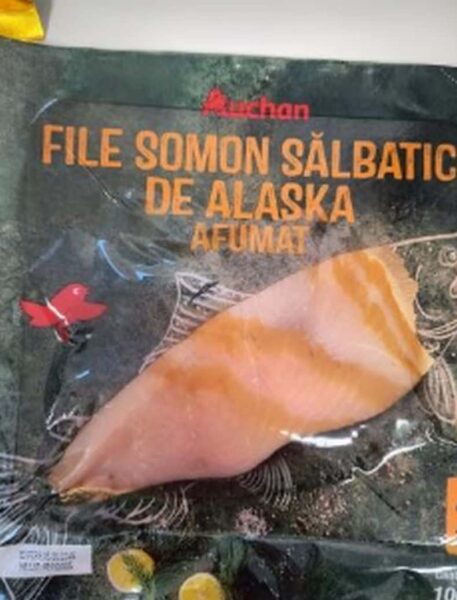 Auchan
FILE SOMON SĂLBATIC
DE ALASKA
AFUMAT